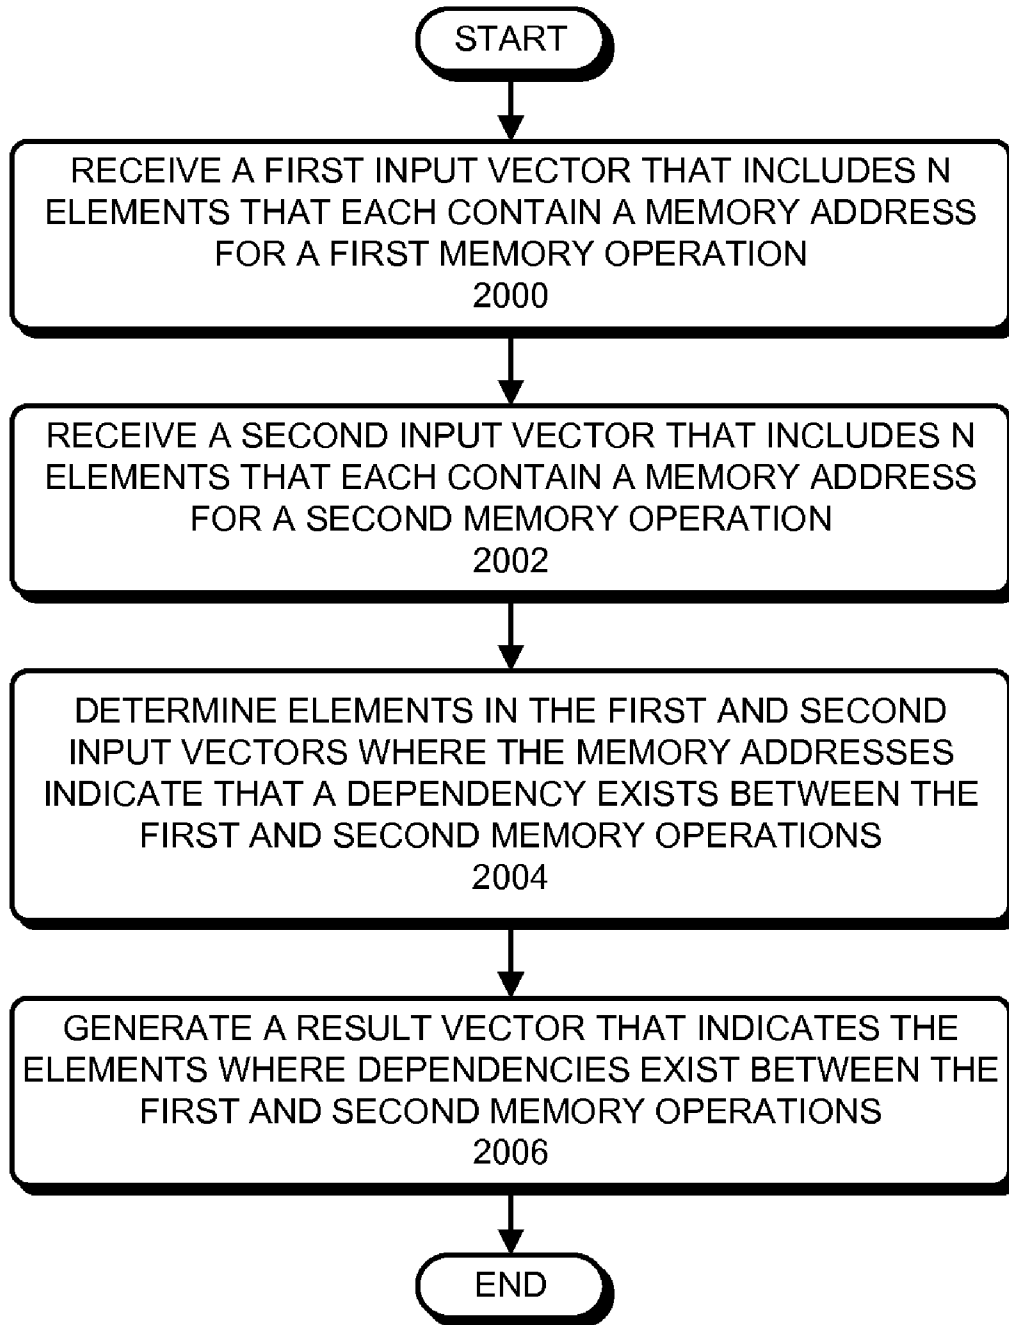 START
RECEIVE A FIRST INPUT VECTOR THAT INCLUDES N
ELEMENTS THAT EACH CONTAIN A MEMORY ADDRESS
FOR A FIRST MEMORY OPERATION
2000
RECEIVE A SECOND INPUT VECTOR THAT INCLUDES N
ELEMENTS THAT EACH CONTAIN A MEMORY ADDRESS
FOR A SECOND MEMORY OPERATION
2002
DETERMINE ELEMENTS IN THE FIRST AND SECOND
INPUT VECTORS WHERE THE MEMORY ADDRESSES
INDICATE THAT A DEPENDENCY EXISTS BETWEEN THE
FIRST AND SECOND MEMORY OPERATIONS
2004
GENERATE A RESULT VECTOR THAT INDICATES THE
ELEMENTS WHERE DEPENDENCIES EXIST BETWEEN THE
FIRST AND SECOND MEMORY OPERATIONS
2006
END